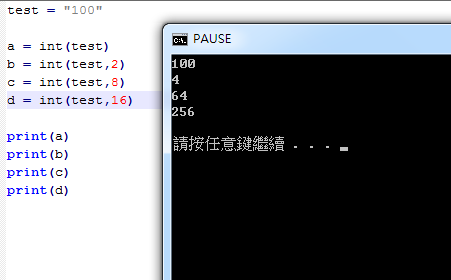 test = "100"
a = int(test)
b = int(test,2)
c = int(test,8)
d = int(test,16)
print(a)
print(b)
print(c)
print(d)
C:\.
PAUSE
100
4
64
256
請按任意鍵繼續 . . .